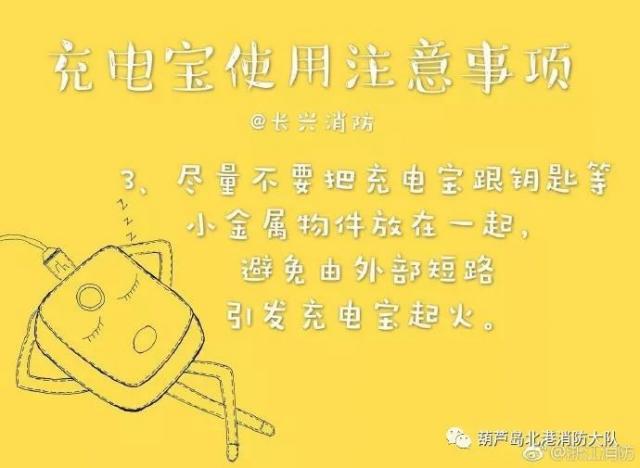 充电宝使用注意事项
@长兴消防
3、尽量不要把充电宝跟钥匙等
小金属物件放在一起,
避免由外部短路
引发充电宝起火。
z
z
z
葫芦岛北港消防大队
@浙江消防